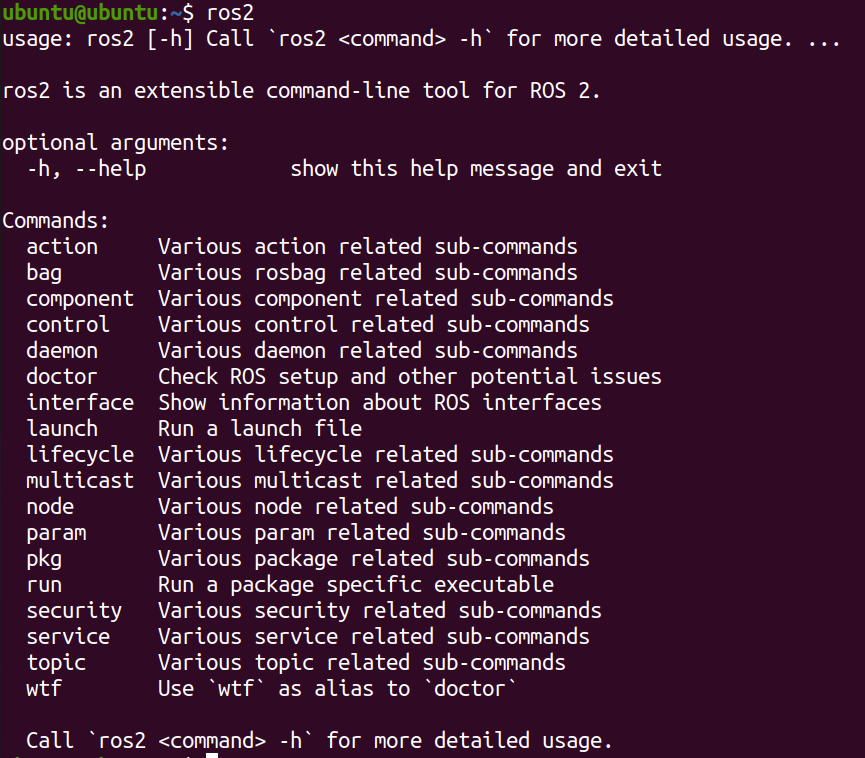 ubuntu@ubuntu:~$ ros2
usage: ros2 [-h] Call `ros2 <command> -h` for more detailed usage. ...
ros2 is an extensible command-line tool for ROS 2.
optional arguments:
  -h, --help            show this help message and exit
Commands:
  action     Various action related sub-commands
  bag        Various rosbag related sub-commands
  component  Various component related sub-commands
  control    Various control related sub-commands
  daemon     Various daemon related sub-commands
  doctor     Check ROS setup and other potential issues
  interface  Show information about ROS interfaces
  launch     Run a launch file
  lifecycle  Various lifecycle related sub-commands
  multicast  Various multicast related sub-commands
  node       Various node related sub-commands
  param      Various param related sub-commands
  pkg        Various package related sub-commands
  run        Run a package specific executable
  security   Various security related sub-commands
  service    Various service related sub-commands
  topic      Various topic related sub-commands
  wtf        Use `wtf` as alias to `doctor`
  Call `ros2 <command> -h` for more detailed usage.